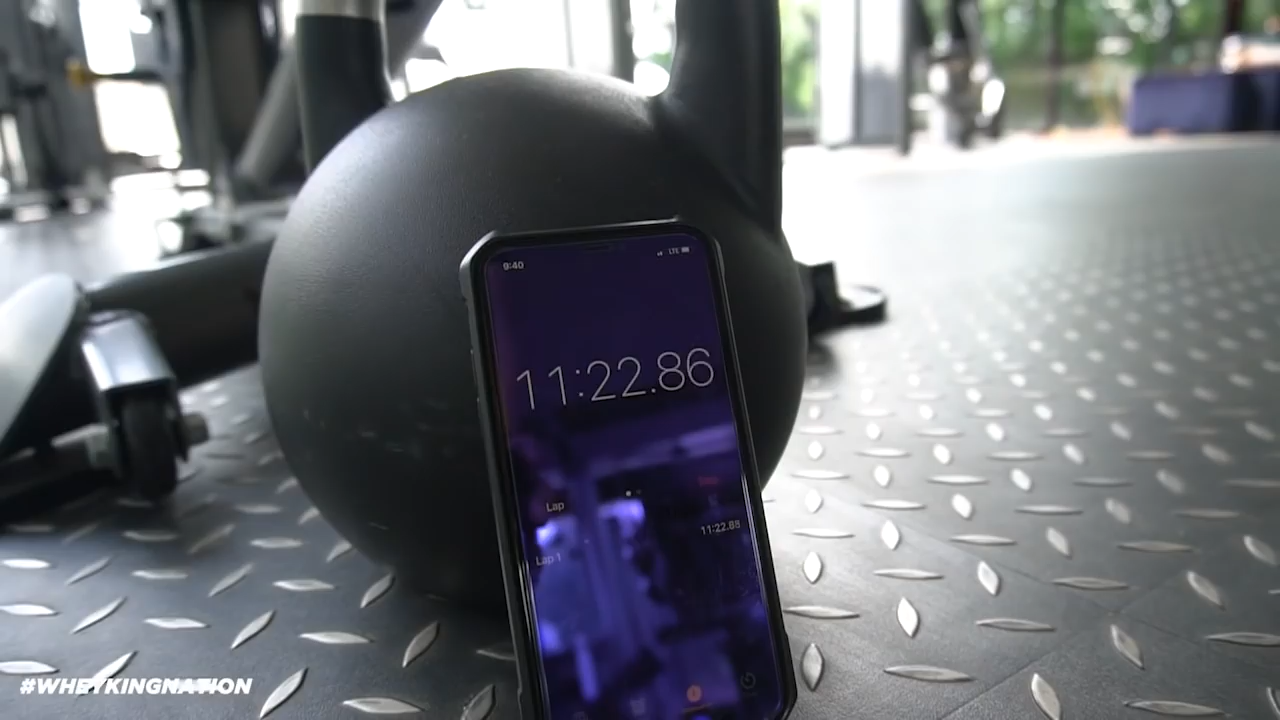 9:40
LTE
11:22.86
Lap
11:22.88
Lap 1
#WHEYKINGNATION